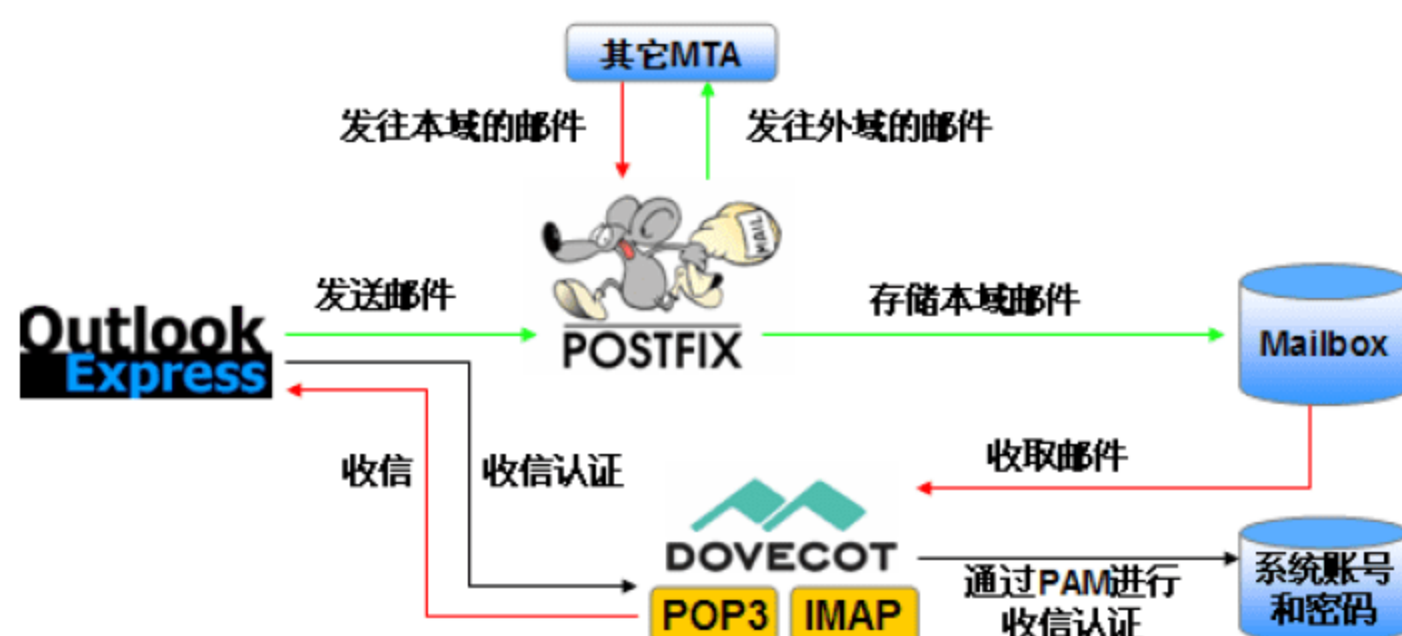 其它MTA
发往本域的邮件
发往外域的邮件
MAIL
发送邮件
存储本域邮件
Outlook
Express
POSTFIX
Mailbox
收信
收信认证
收取邮件
DOVECOT
POP3
IMAP
通过PAM进行
收信认证
系统账号
和密码